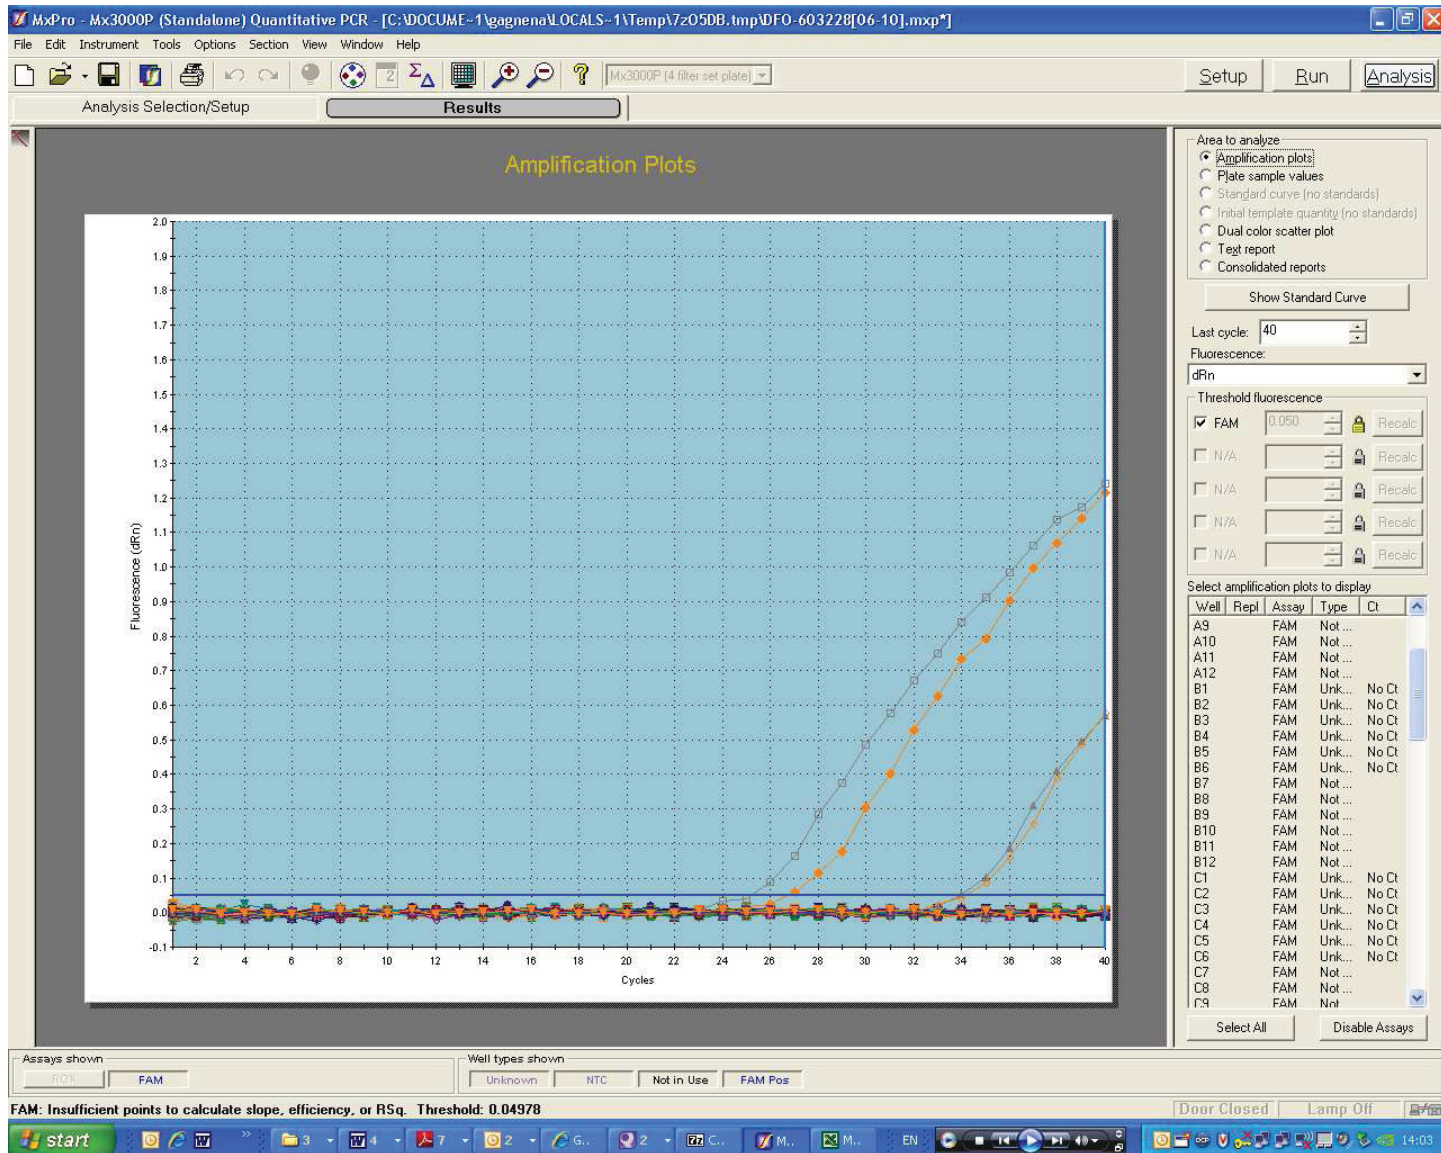 MxPro - Mx3000P (Standalone) Quantitative PCR - [C:\DOCUME~1\gagnena\LOCALS~1\Temp\7zO5DB.tmp\DFO-603228[06-10].mxp*]
File Edit Instrument Tools Options Section View Window Help
Mx3000P (4 filter set plate)
Setup Run Analysis
Analysis Selection/Setup Results
Amplification Plots
2.0
1.9
1.8
1.7
1.6
1.5
1.4
1.3
1.2
1.1
1.0
0.9
0.8
0.7
0.6
0.5
0.4
0.3
0.2
0.1
0.0
-0.1
Fluorescence (dRn)
2 4 6 8 10 12 14 16 18 20 22 24 26 28 30 32 34 36 38 40
Cycles
Area to analyze
Amplification plots
Plate sample values
Standard curve (no standards)
Initial template quantity (no standards)
Dual color scatter plot
Text report
Consolidated reports
Show Standard Curve
Last cycle: 40
Fluorescence:
dRn
Threshold fluorescence
FAM 0.050 Recalc
N/A Recalc
N/A Recalc
N/A Recalc
N/A Recalc
Select amplification plots to display
Well Repl Assay Type Ct
A9 FAM Not ...
A10 FAM Not ...
A11 FAM Not ...
A12 FAM Not ...
B1 FAM Unk... No Ct
B2 FAM Unk... No Ct
B3 FAM Unk... No Ct
B4 FAM Unk... No Ct
B5 FAM Unk... No Ct
B6 FAM Unk... No Ct
B7 FAM Not ...
B8 FAM Not ...
B9 FAM Not ...
B10 FAM Not ...
B11 FAM Not ...
B12 FAM Not ...
C1 FAM Unk... No Ct
C2 FAM Unk... No Ct
C3 FAM Unk... No Ct
C4 FAM Unk... No Ct
C5 FAM Unk... No Ct
C6 FAM Unk... No Ct
C7 FAM Not ...
C8 FAM Not ...
C9 FAM Not
Select All Disable Assays
Assays shown
ROX FAM
Well types shown
Unknown NTC Not in Use FAM Pos
FAM: Insufficient points to calculate slope, efficiency, or RSq. Threshold: 0.04978
Door Closed Lamp Off
start 3 4 7 2 G.. 2 C.. M.. M.. EN 14:03